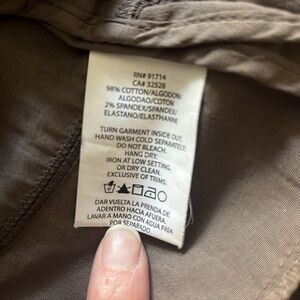 RN# 91714
CA# 32528
98% COTTON/ALGODON/
ALGODAO/COTON
2% SPANDEX/SPANDEX/
ELASTANO/ELASTHANNE
TURN GARMENT INSIDE OUT.
HAND WASH COLD SEPARATELY.
DO NOT BLEACH.
HANG DRY.
IRON AT LOW SETTING.
OR DRY CLEAN.
EXCLUSIVE OF TRIMS.
DAR VUELTA LA PRENDA DE
ADENTRO HACIA AFUERA.
LAVAR A MANO CON AGUA FRÍA
POR SEPARADO.